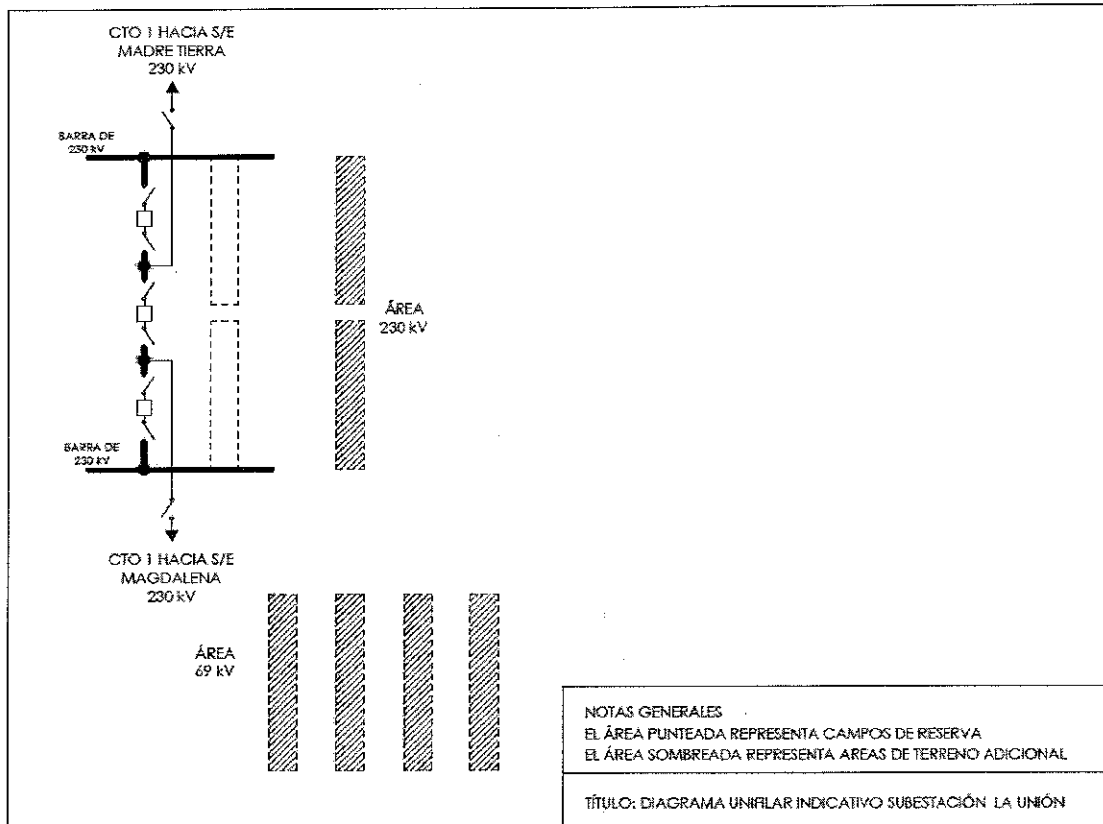 CTO 1 HACIA S/E
MADRE TIERRA
230 kV
BARRA DE
230 kV
ÁREA
230 kV
BARRA DE
230 kV
CTO 1 HACIA S/E
MAGDALENA
230 kV
ÁREA
69 kV
NOTAS GENERALES
EL ÁREA PUNTEADA REPRESENTA CAMPOS DE RESERVA
EL ÁREA SOMBREADA REPRESENTA AREAS DE TERRENO ADICIONAL
TÍTULO: DIAGRAMA UNIFILAR INDICATIVO SUBESTACIÓN LA UNIÓN